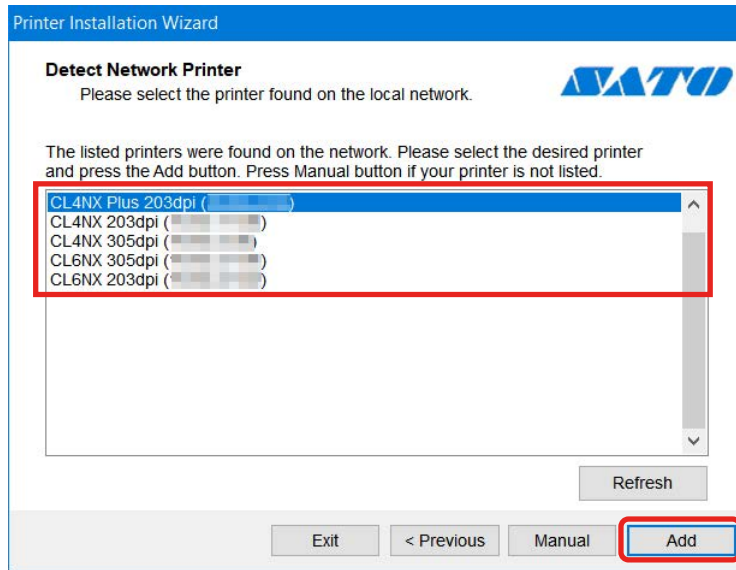 Printer Installation Wizard
Detect Network Printer
Please select the printer found on the local network.
SATO
The listed printers were found on the network. Please select the desired printer
and press the Add button. Press Manual button if your printer is not listed.
CL4NX Plus 203dpi ( )
CL4NX 203dpi ( )
CL4NX 305dpi ( )
CL6NX 305dpi ( )
CL6NX 203dpi ( )
Refresh
Exit
< Previous
Manual
Add